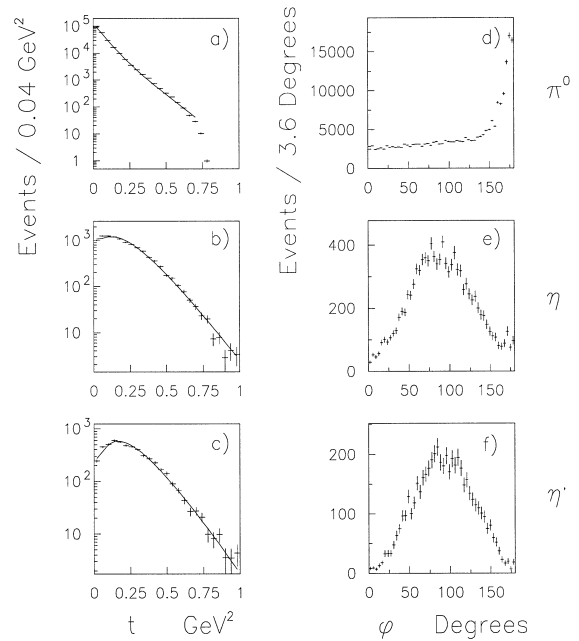 Events / 0.04 GeV²
a)
10⁵
10⁴
10³
10²
10
1
0 0.25 0.5 0.75 1
b)
10³
10²
10
0 0.25 0.5 0.75 1
c)
10³
10²
10
0 0.25 0.5 0.75 1
t GeV²
Events / 3.6 Degrees
d)
15000
10000
5000
0
0 50 100 150
π⁰
e)
400
200
0
0 50 100 150
η
f)
200
100
0
0 50 100 150
η'
φ Degrees